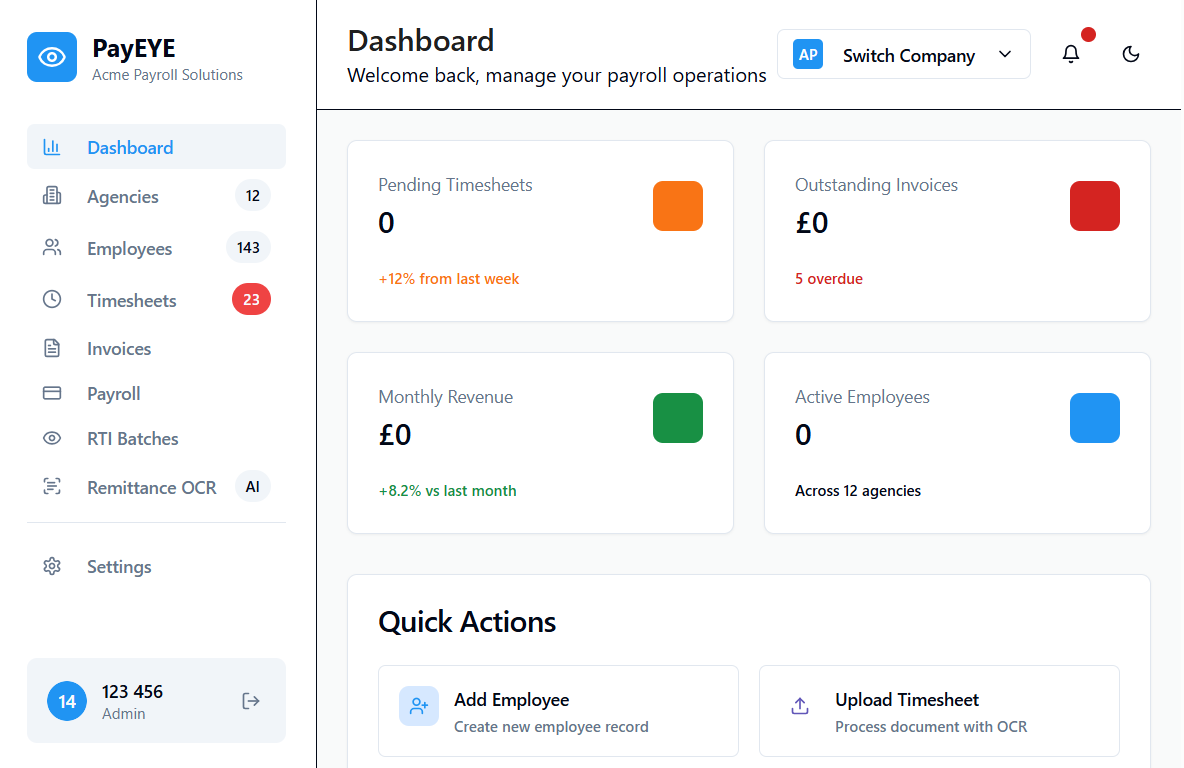 PayEYE
Acme Payroll Solutions
Dashboard
Agencies 12
Employees 143
Timesheets 23
Invoices
Payroll
RTI Batches
Remittance OCR AI
Settings
14
123 456
Admin
Dashboard
Welcome back, manage your payroll operations
AP Switch Company
Pending Timesheets
0
+12% from last week
Outstanding Invoices
£0
5 overdue
Monthly Revenue
£0
+8.2% vs last month
Active Employees
0
Across 12 agencies
Quick Actions
Add Employee
Create new employee record
Upload Timesheet
Process document with OCR